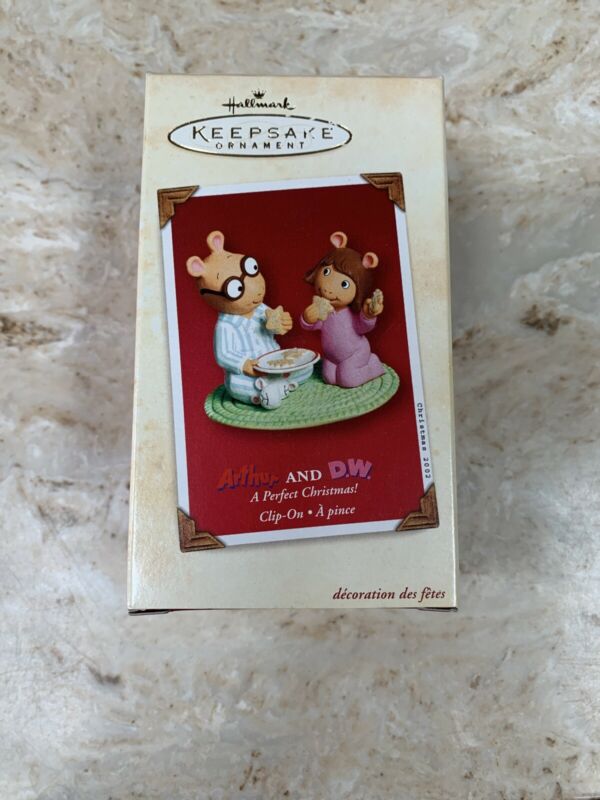 Hallmark
KEEPSAKE
ORNAMENT
Christmas 2002
Arthur AND D.W.
A Perfect Christmas!
Clip-On • À pince
décoration des fêtes